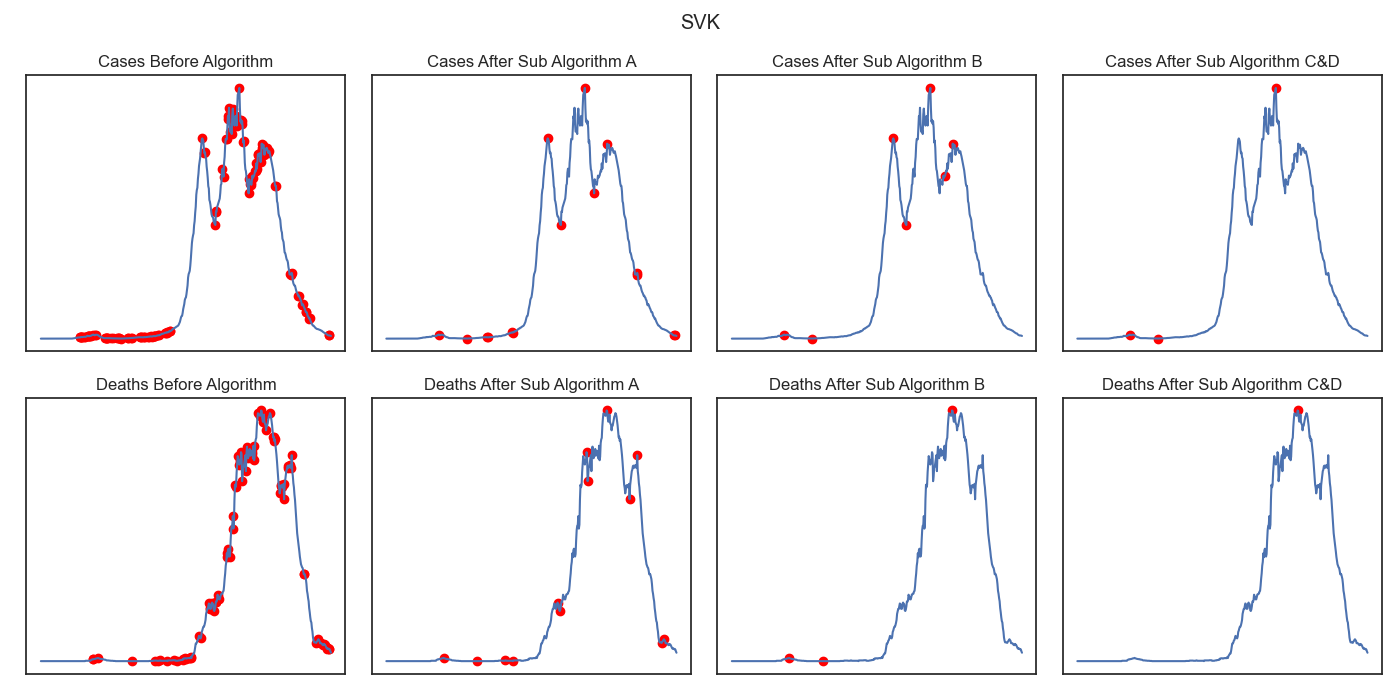 SVK
Cases Before Algorithm
Cases After Sub Algorithm A
Cases After Sub Algorithm B
Cases After Sub Algorithm C&D
Deaths Before Algorithm
Deaths After Sub Algorithm A
Deaths After Sub Algorithm B
Deaths After Sub Algorithm C&D